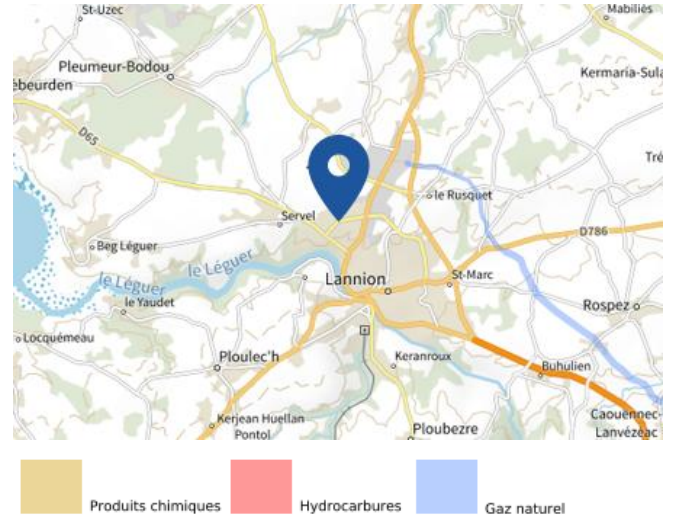 St-Uzec
Mabiliès
Pleumeur-Bodou
ébeurden
Kermaria-Sula
D65
Tré
le Rusquet
Servel
D786
Beg Léguer
le Léguer
le Léguer
Lannion
St-Marc
le Yaudet
Rospez
Locquémeau
Ploulec'h
Keranroux
Buhulien
Kerjean Huellan
Pontol
Ploubezre
Caouennec-
Lanvézéac
Produits chimiques
Hydrocarbures
Gaz naturel